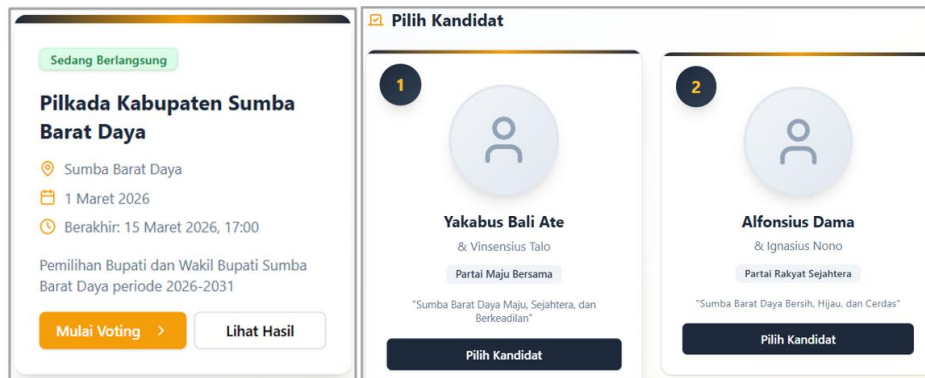 Sedang Berlangsung
Pilkada Kabupaten Sumba
Barat Daya
Sumba Barat Daya
1 Maret 2026
Berakhir: 15 Maret 2026, 17:00
Pemilihan Bupati dan Wakil Bupati Sumba
Barat Daya periode 2026-2031
Mulai Voting >
Lihat Hasil
Pilih Kandidat
1
Yakabus Bali Ate
& Vinsensius Talo
Partai Maju Bersama
"Sumba Barat Daya Maju, Sejahtera, dan
Berkeadilan"
Pilih Kandidat
2
Alfonsius Dama
& Ignasius Nono
Partai Rakyat Sejahtera
"Sumba Barat Daya Bersih, Hijau, dan Cerdas"
Pilih Kandidat